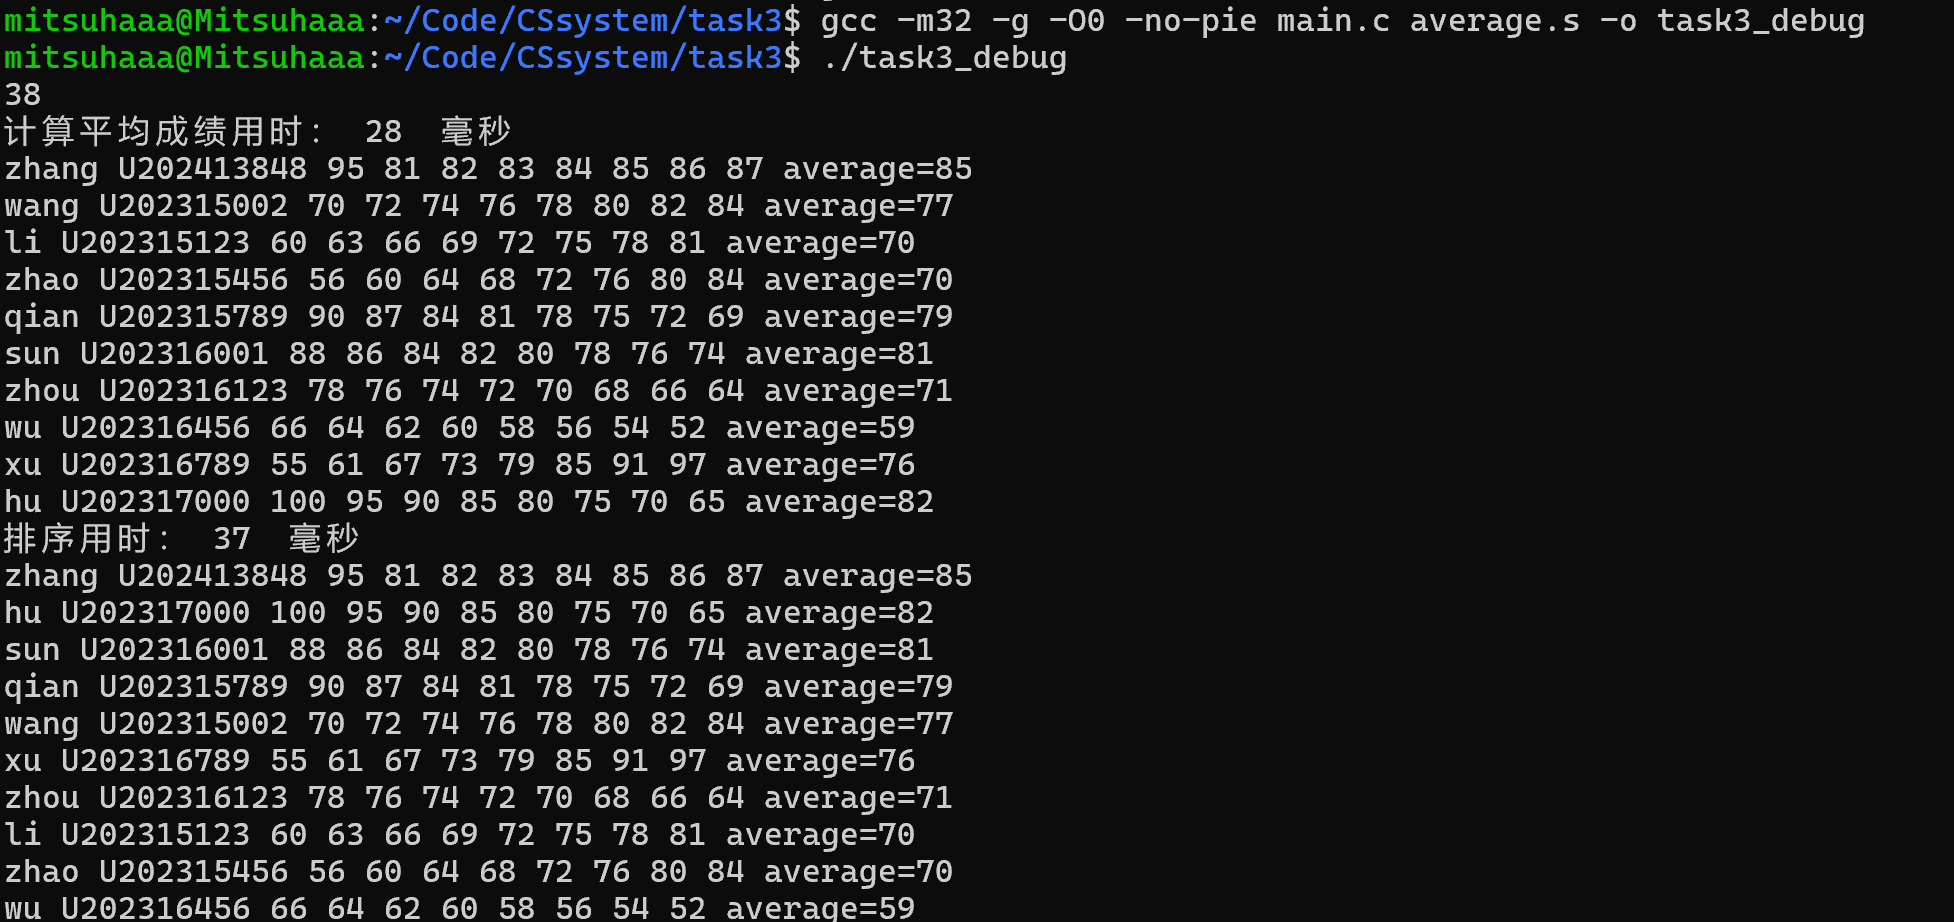 mitsuhaaa@Mitsuhaaa:~/Code/CSsystem/task3$ gcc -m32 -g -O0 -no-pie main.c average.s -o task3_debug
mitsuhaaa@Mitsuhaaa:~/Code/CSsystem/task3$ ./task3_debug
38
计算平均成绩用时： 28  毫秒
zhang U202413848 95 81 82 83 84 85 86 87 average=85
wang U202315002 70 72 74 76 78 80 82 84 average=77
li U202315123 60 63 66 69 72 75 78 81 average=70
zhao U202315456 56 60 64 68 72 76 80 84 average=70
qian U202315789 90 87 84 81 78 75 72 69 average=79
sun U202316001 88 86 84 82 80 78 76 74 average=81
zhou U202316123 78 76 74 72 70 68 66 64 average=71
wu U202316456 66 64 62 60 58 56 54 52 average=59
xu U202316789 55 61 67 73 79 85 91 97 average=76
hu U202317000 100 95 90 85 80 75 70 65 average=82
排序用时： 37  毫秒
zhang U202413848 95 81 82 83 84 85 86 87 average=85
hu U202317000 100 95 90 85 80 75 70 65 average=82
sun U202316001 88 86 84 82 80 78 76 74 average=81
qian U202315789 90 87 84 81 78 75 72 69 average=79
wang U202315002 70 72 74 76 78 80 82 84 average=77
xu U202316789 55 61 67 73 79 85 91 97 average=76
zhou U202316123 78 76 74 72 70 68 66 64 average=71
li U202315123 60 63 66 69 72 75 78 81 average=70
zhao U202315456 56 60 64 68 72 76 80 84 average=70
wu U202316456 66 64 62 60 58 56 54 52 average=59